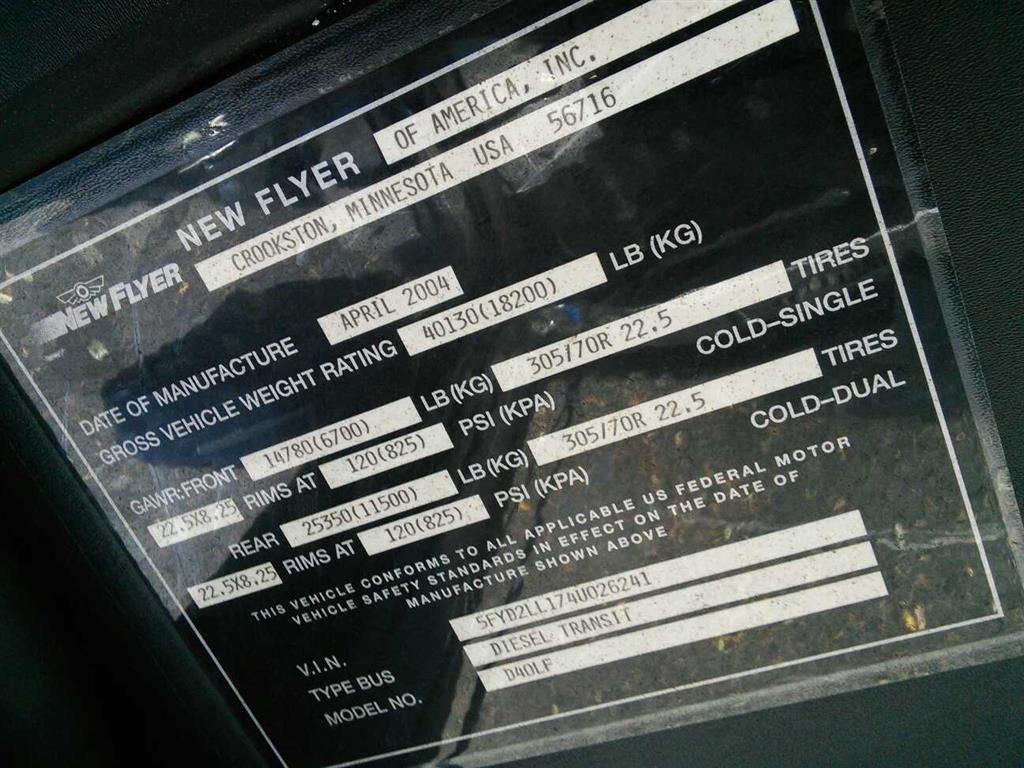 NEW FLYER OF AMERICA, INC.
CROOKSTON, MINNESOTA USA 56716
NEW FLYER
DATE OF MANUFACTURE APRIL 2004
GROSS VEHICLE WEIGHT RATING 40130(18200) LB (KG)
GAWR:FRONT 14780(6700) LB (KG) 305/70R 22.5 TIRES
22.5X8.25 RIMS AT 120(825) PSI (KPA) COLD–SINGLE
REAR 25350(11500) LB (KG) 305/70R 22.5 TIRES
22.5X8.25 RIMS AT 120(825) PSI (KPA) COLD–DUAL
THIS VEHICLE CONFORMS TO ALL APPLICABLE US FEDERAL MOTOR
VEHICLE SAFETY STANDARDS IN EFFECT ON THE DATE OF
MANUFACTURE SHOWN ABOVE
V.I.N. 5FYD2LL174U026241
TYPE BUS DIESEL TRANSIT
MODEL NO. D40LF